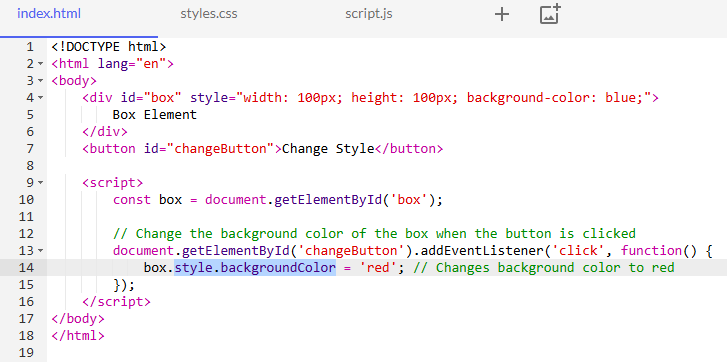 index.html styles.css script.js +
1 <!DOCTYPE html>
2 <html lang="en">
3 <body>
4 <div id="box" style="width: 100px; height: 100px; background-color: blue;">
5 Box Element
6 </div>
7 <button id="changeButton">Change Style</button>
8
9 <script>
10 const box = document.getElementById('box');
11
12 // Change the background color of the box when the button is clicked
13 document.getElementById('changeButton').addEventListener('click', function() {
14 box.style.backgroundColor = 'red'; // Changes background color to red
15 });
16 </script>
17 </body>
18 </html>
19